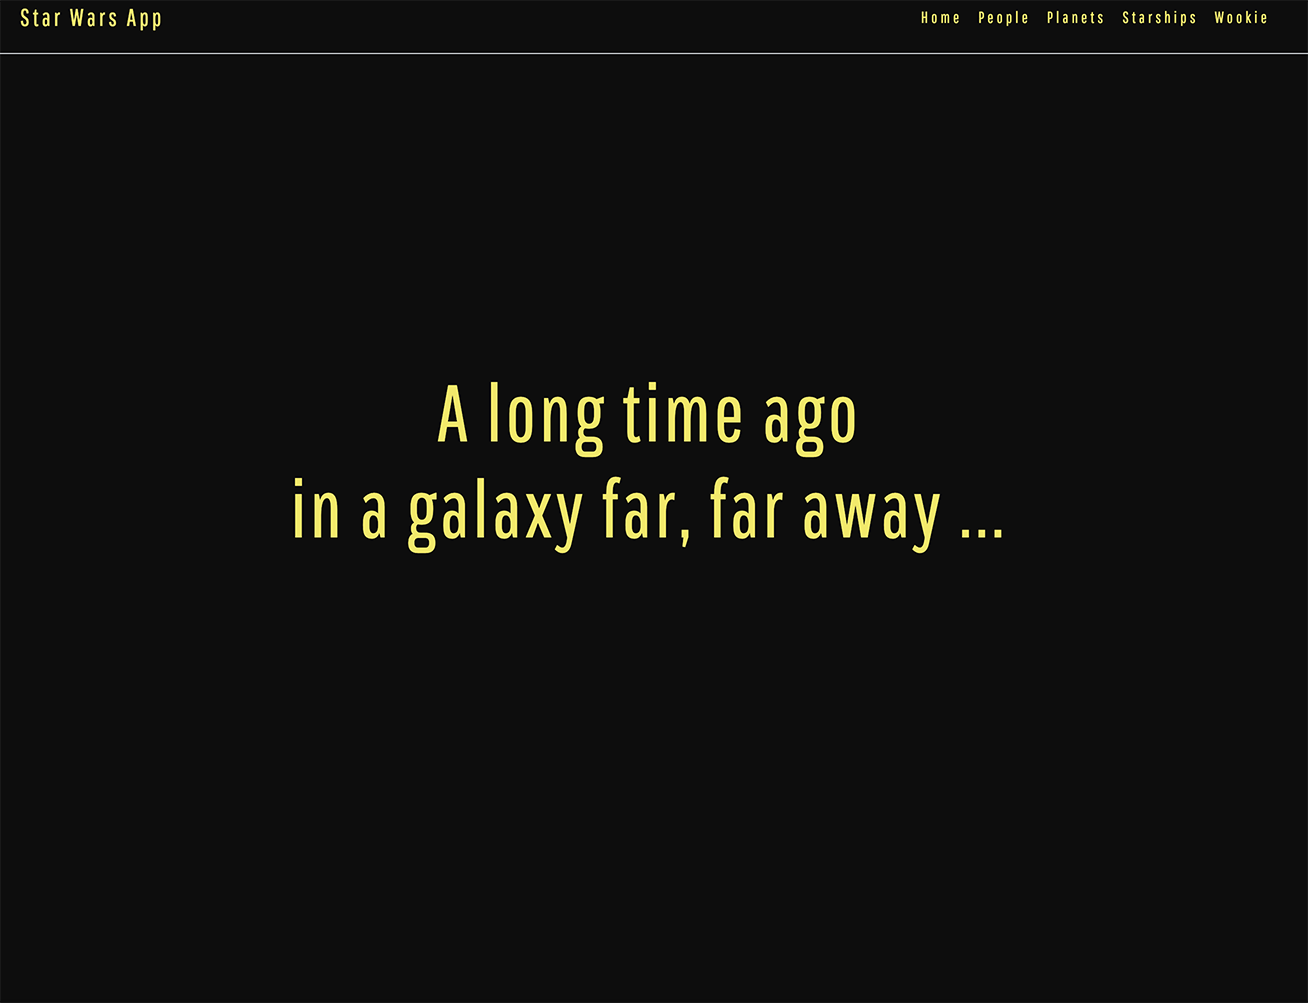 Star Wars App
Home People Planets Starships Wookie
A long time ago
in a galaxy far, far away ...